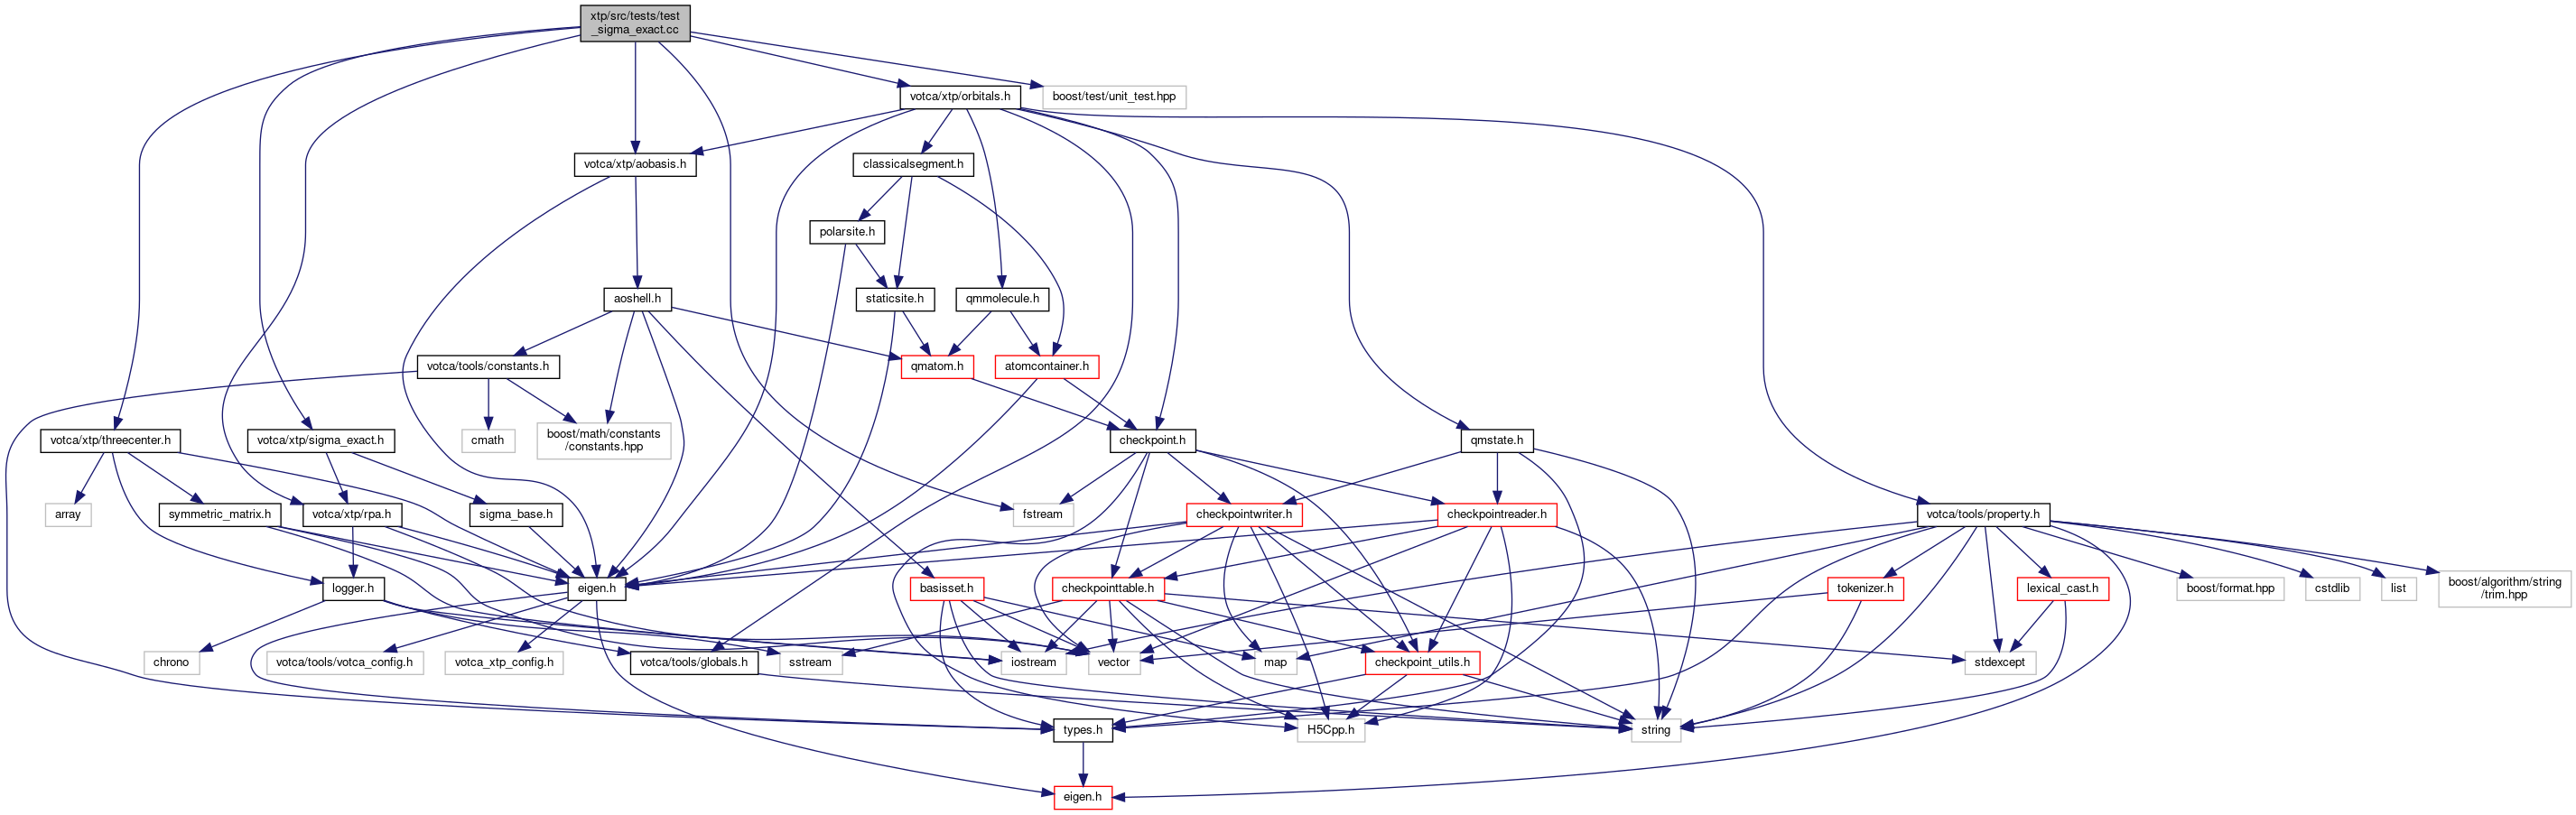 xtp/src/tests/test
_sigma_exact.cc
votca/xtp/orbitals.h
boost/test/unit_test.hpp
votca/xtp/aobasis.h
classicalsegment.h
polarsite.h
aoshell.h
staticsite.h
qmmolecule.h
votca/tools/constants.h
qmatom.h
atomcontainer.h
votca/xtp/threecenter.h
votca/xtp/sigma_exact.h
cmath
boost/math/constants
/constants.hpp
checkpoint.h
qmstate.h
array
symmetric_matrix.h
votca/xtp/rpa.h
sigma_base.h
fstream
checkpointwriter.h
checkpointreader.h
votca/tools/property.h
logger.h
eigen.h
basisset.h
checkpointtable.h
tokenizer.h
lexical_cast.h
boost/format.hpp
cstdlib
list
boost/algorithm/string
/trim.hpp
chrono
votca/tools/votca_config.h
votca_xtp_config.h
votca/tools/globals.h
sstream
iostream
vector
map
checkpoint_utils.h
stdexcept
types.h
H5Cpp.h
string
eigen.h